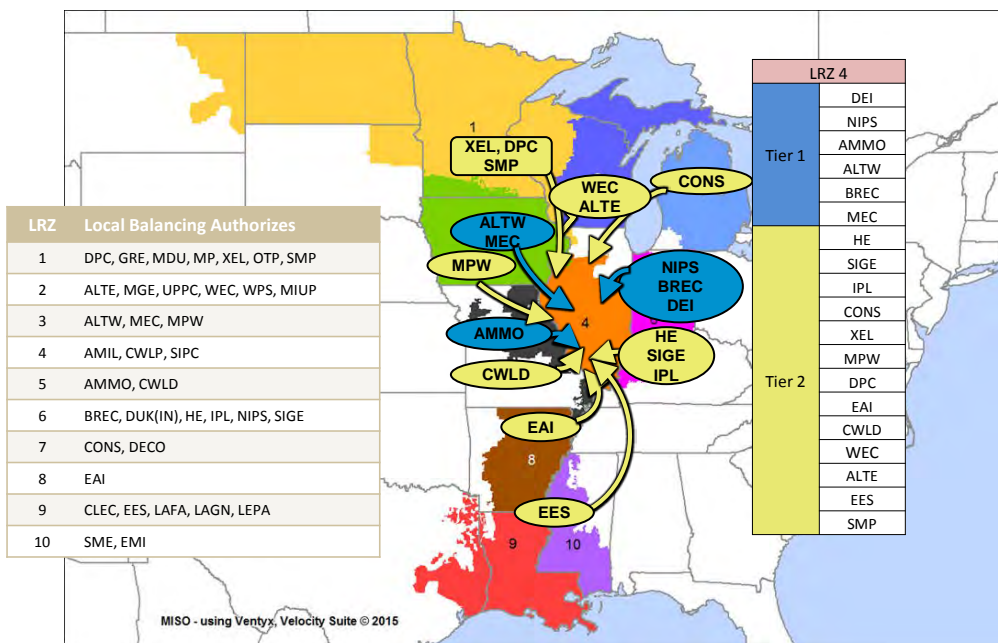 LRZ Local Balancing Authorizes
1 DPC, GRE, MDU, MP, XEL, OTP, SMP
2 ALTE, MGE, UPPC, WEC, WPS, MIUP
3 ALTW, MEC, MPW
4 AMIL, CWLP, SIPC
5 AMMO, CWLD
6 BREC, DUK(IN), HE, IPL, NIPS, SIGE
7 CONS, DECO
8 EAI
9 CLEC, EES, LAFA, LAGN, LEPA
10 SME, EMI
1
XEL, DPC
SMP
WEC
ALTE
CONS
ALTW
MEC
MPW
NIPS
BREC
DEI
4
AMMO
HE
SIGE
IPL
CWLD
EAI
8
EES
9
10
MISO - using Ventyx, Velocity Suite © 2015
LRZ 4
Tier 1
DEI
NIPS
AMMO
ALTW
BREC
MEC
Tier 2
HE
SIGE
IPL
CONS
XEL
MPW
DPC
EAI
CWLD
WEC
ALTE
EES
SMP